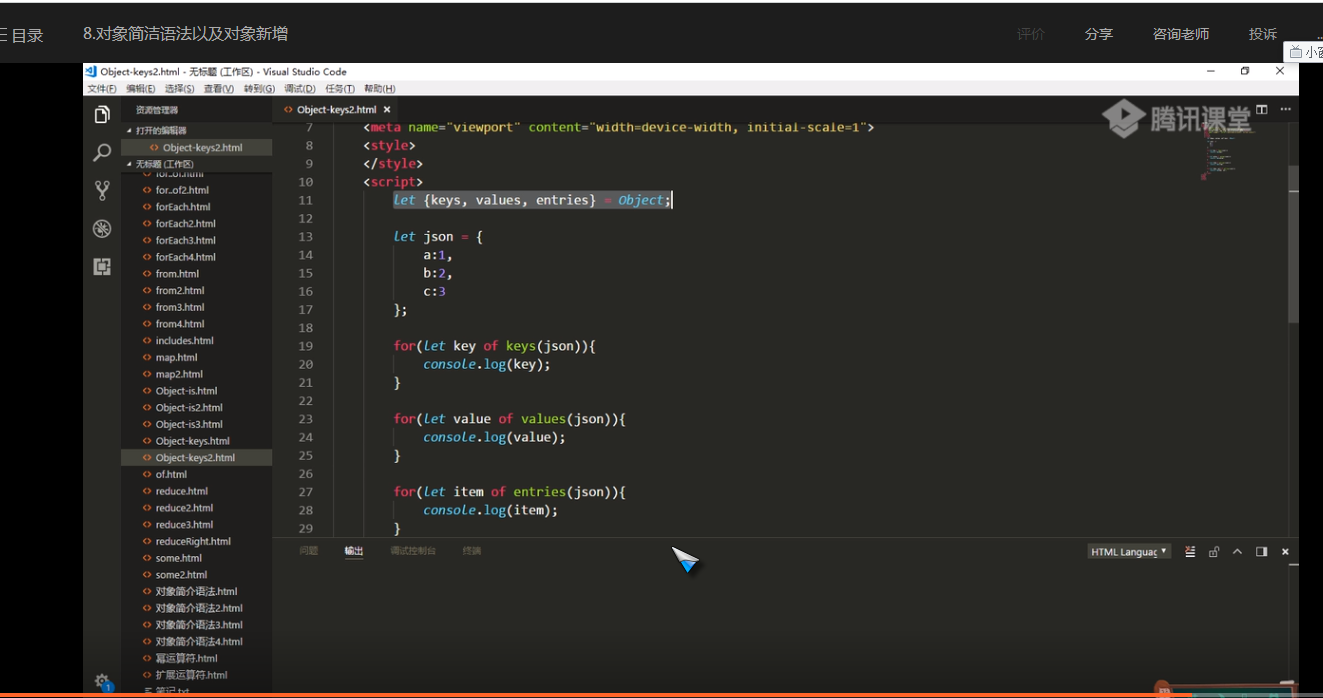 目录
8.对象简洁语法以及对象新增
评价
分享
咨询老师
投诉
Object-keys2.html - 无标题 (工作区) - Visual Studio Code
文件(F) 编辑(E) 选择(S) 查看(V) 转到(G) 调试(D) 任务(T) 帮助(H)
资源管理器
打开的编辑器
Object-keys2.html
无标题 (工作区)
for..of.html
for..of2.html
forEach.html
forEach2.html
forEach3.html
forEach4.html
from.html
from2.html
from3.html
from4.html
includes.html
map.html
map2.html
Object-is.html
Object-is2.html
Object-is3.html
Object-keys.html
Object-keys2.html
of.html
reduce.html
reduce2.html
reduce3.html
reduceRight.html
some.html
some2.html
对象简介语法.html
对象简介语法2.html
对象简介语法3.html
对象简介语法4.html
幂运算符.html
扩展运算符.html
笔记.txt
1
Object-keys2.html
腾讯课堂
7 <meta name="viewport" content="width=device-width, initial-scale=1">
8 <style>
9 </style>
10 <script>
11 let {keys, values, entries} = Object;
12
13 let json = {
14 a:1,
15 b:2,
16 c:3
17 };
18
19 for(let key of keys(json)){
20 console.log(key);
21 }
22
23 for(let value of values(json)){
24 console.log(value);
25 }
26
27 for(let item of entries(json)){
28 console.log(item);
29 }
问题 输出 调试控制台 终端
HTML Languag